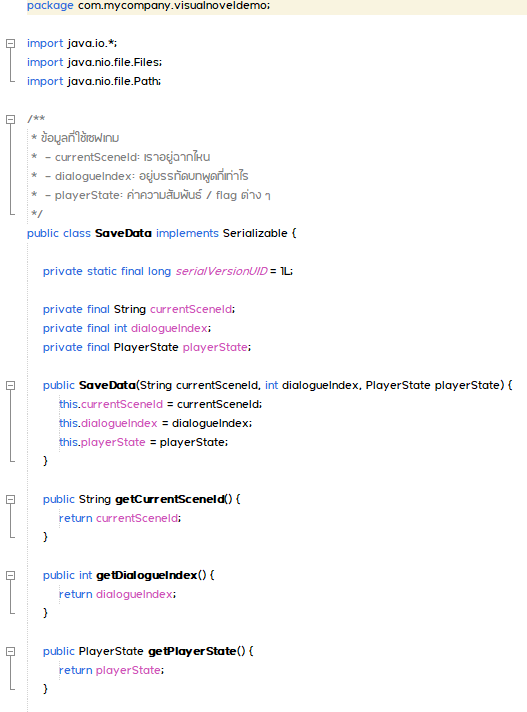 package com.mycompany.visualnoveldemo;
import java.io.*;
import java.nio.file.Files;
import java.nio.file.Path;
/**
* ข้อมูลที่ใช้เซฟเกม
* - currentSceneId: เราอยู่ฉากไหน
* - dialogueIndex: อยู่บรรทัดบทพูดที่เท่าไร
* - playerState: ค่าความสัมพันธ์ / flag ต่าง ๆ
*/
public class SaveData implements Serializable {
private static final long serialVersionUID = 1L;
private final String currentSceneId;
private final int dialogueIndex;
private final PlayerState playerState;
public SaveData(String currentSceneId, int dialogueIndex, PlayerState playerState) {
this.currentSceneId = currentSceneId;
this.dialogueIndex = dialogueIndex;
this.playerState = playerState;
}
public String getCurrentSceneId() {
return currentSceneId;
}
public int getDialogueIndex() {
return dialogueIndex;
}
public PlayerState getPlayerState() {
return playerState;
}